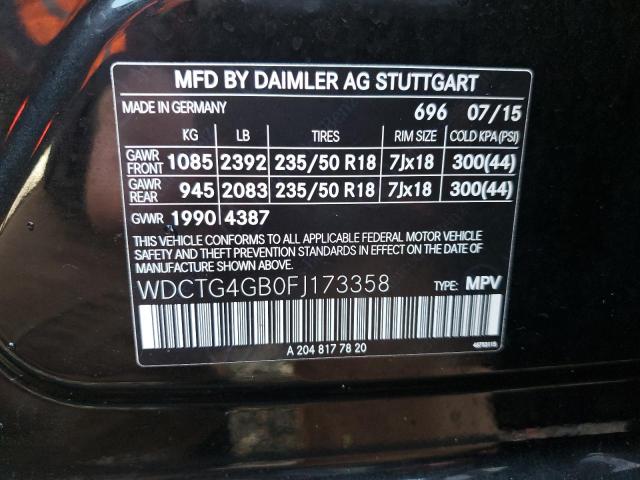 MFD BY DAIMLER AG STUTTGART
MADE IN GERMANY 696 07/15
KG LB TIRES RIM SIZE COLD KPA(PSI)
GAWR FRONT 1085 2392 235/50 R18 7Jx18 300(44)
GAWR REAR 945 2083 235/50 R18 7Jx18 300(44)
GVWR 1990 4387
THIS VEHICLE CONFORMS TO ALL APPLICABLE FEDERAL MOTOR VEHICLE
SAFETY AND THEFT PREVENTION STANDARDS IN EFFECT ON THE
DATE OF MANUFACTURE SHOWN ABOVE.
WDCTG4GB0FJ173358 TYPE: MPV
A 204 817 78 20